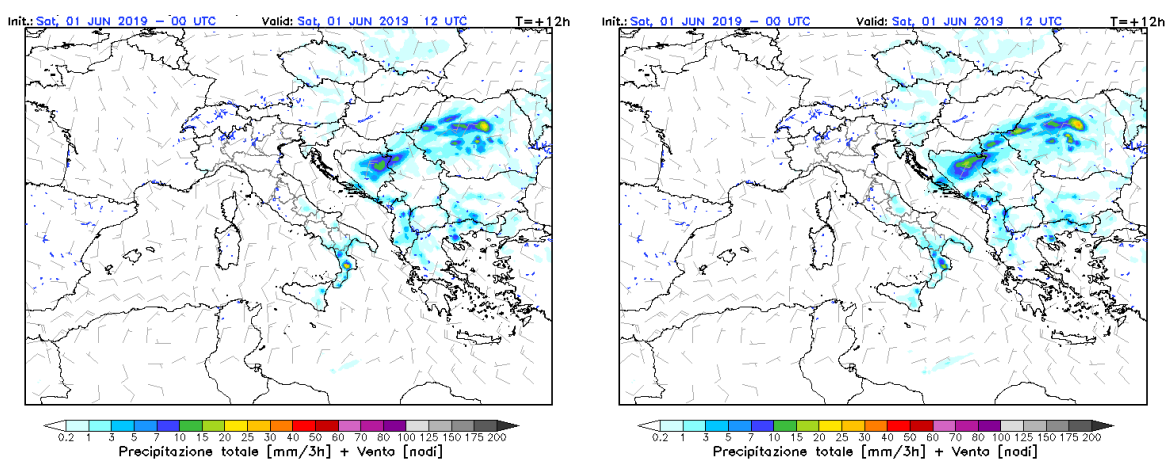 Init.: Sat, 01 JUN 2019 – 00 UTC Valid: Sat, 01 JUN 2019 12 UTC T=+12h
0.2 1 3 5 7 10 15 20 25 30 40 50 60 70 80 100 125 150 175 200
Precipitazione totale [mm/3h] + Vento [nodi]
Init.: Sat, 01 JUN 2019 – 00 UTC Valid: Sat, 01 JUN 2019 12 UTC T=+12h
0.2 1 3 5 7 10 15 20 25 30 40 50 60 70 80 100 125 150 175 200
Precipitazione totale [mm/3h] + Vento [nodi]